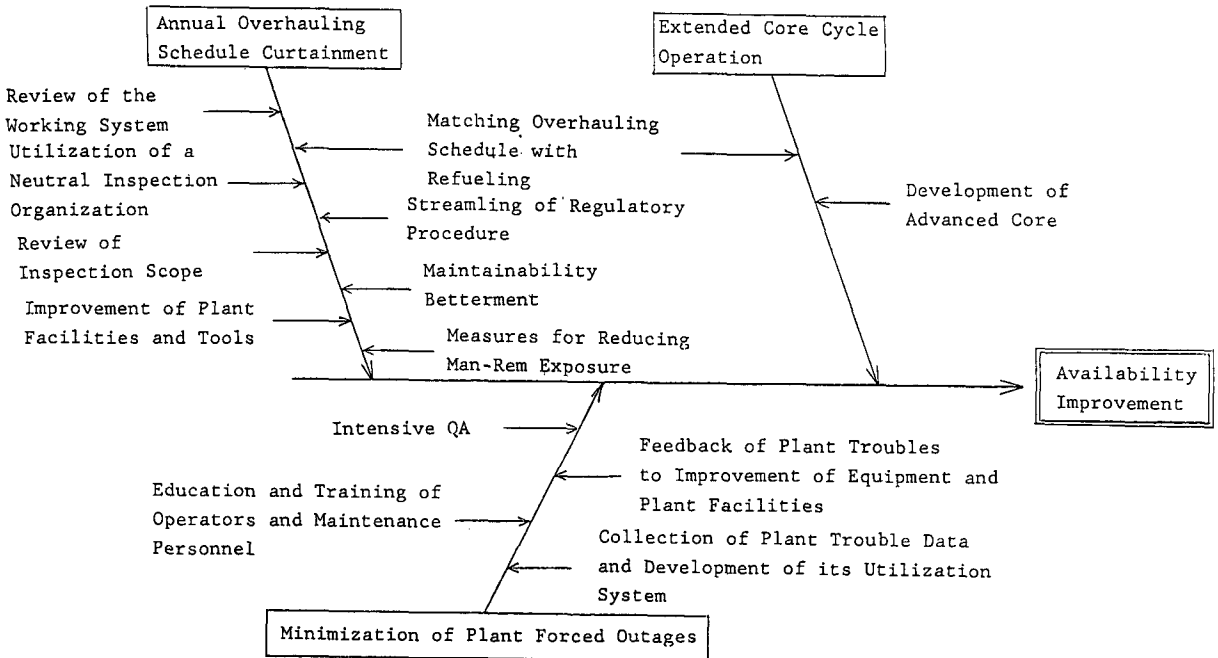 Annual Overhauling
Schedule Curtainment
Extended Core Cycle
Operation
Review of the
Working System
Utilization of a
Neutral Inspection
Organization
Review of
Inspection Scope
Improvement of Plant
Facilities and Tools
Matching Overhauling
Schedule with
Refueling
Streamling of Regulatory
Procedure
Maintainability
Betterment
Measures for Reducing
Man-Rem Exposure
Development of
Advanced Core
Availability
Improvement
Intensive QA
Education and Training of
Operators and Maintenance
Personnel
Feedback of Plant Troubles
to Improvement of Equipment and
Plant Facilities
Collection of Plant Trouble Data
and Development of its Utilization
System
Minimization of Plant Forced Outages